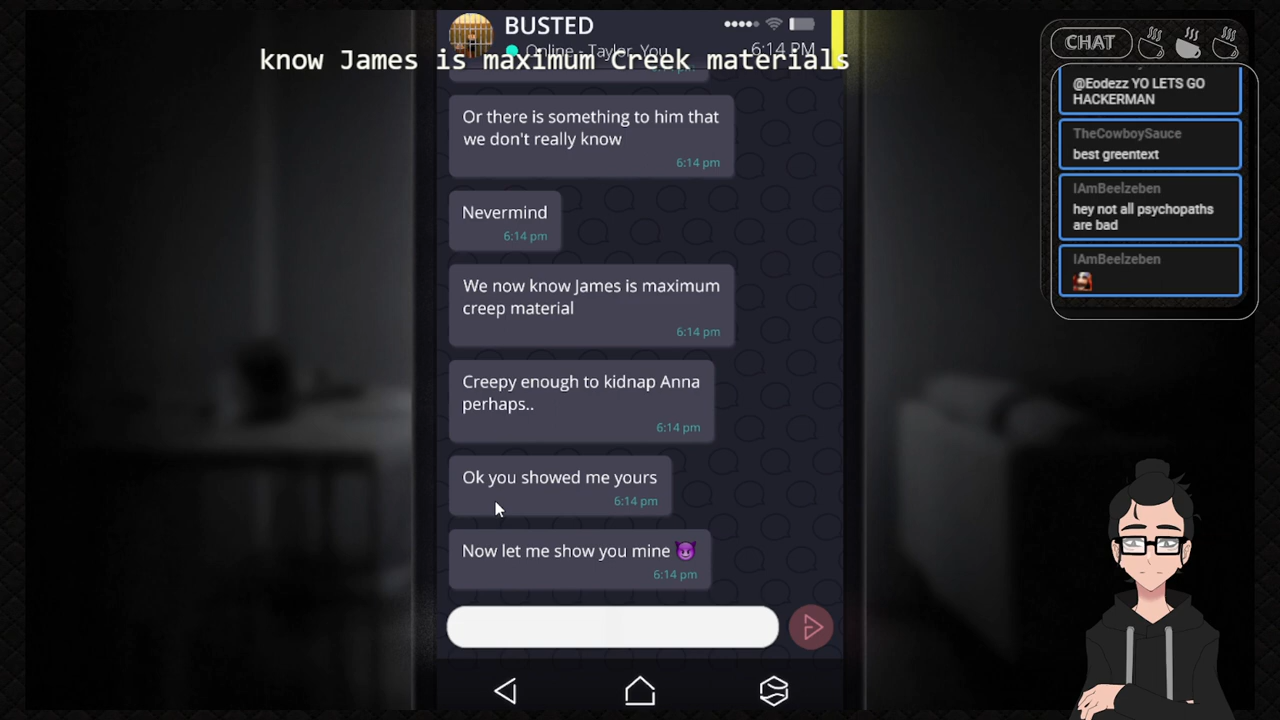 BUSTED
Online - Taylor, You
6:14 PM
know James is maximum Creek materials
Or there is something to him that
we don't really know
6:14 pm
Nevermind
6:14 pm
We now know James is maximum
creep material
6:14 pm
Creepy enough to kidnap Anna
perhaps..
6:14 pm
Ok you showed me yours
6:14 pm
Now let me show you mine 😈
6:14 pm
CHAT
@Eodezz YO LETS GO
HACKERMAN
TheCowboySauce
best greentext
IAmBeelzeben
hey not all psychopaths
are bad
IAmBeelzeben